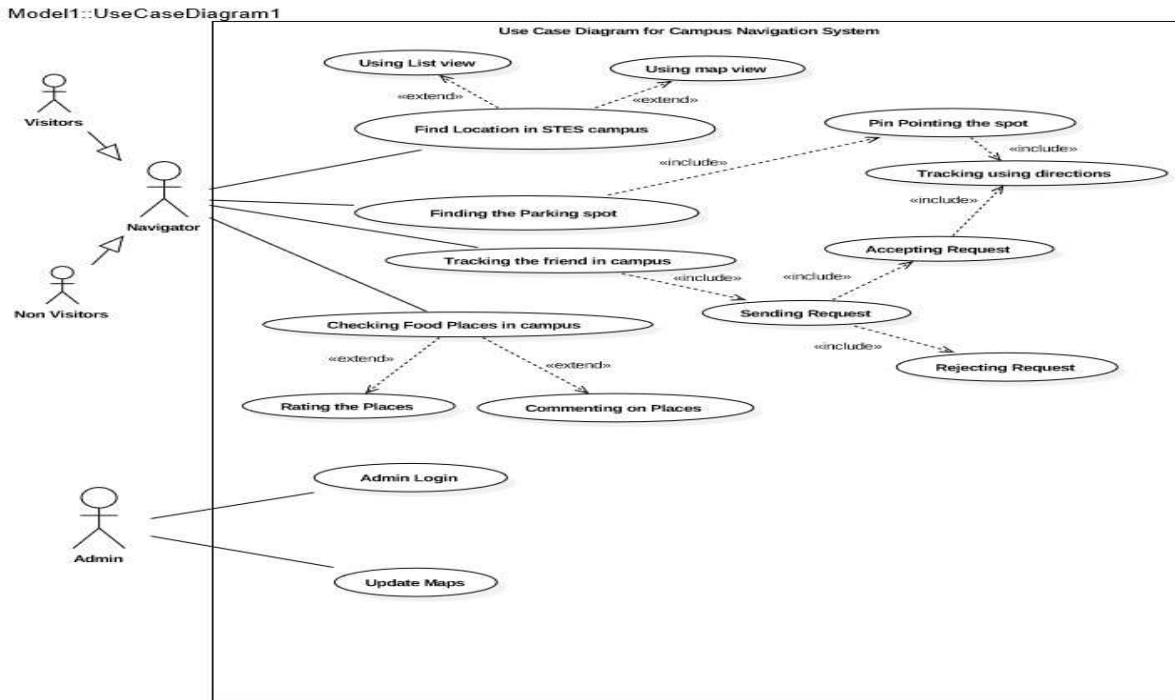 Model1::UseCaseDiagram1
Use Case Diagram for Campus Navigation System
Using List view
Using map view
«extend»
«extend»
Visitors
Find Location in STES campus
Pin Pointing the spot
«include»
«include»
Tracking using directions
«include»
Navigator
Finding the Parking spot
Accepting Request
Tracking the friend in campus
«include»
«include»
Non Visitors
Sending Request
Checking Food Places in campus
«include»
«extend»
«extend»
Rejecting Request
Rating the Places
Commenting on Places
Admin Login
Admin
Update Maps